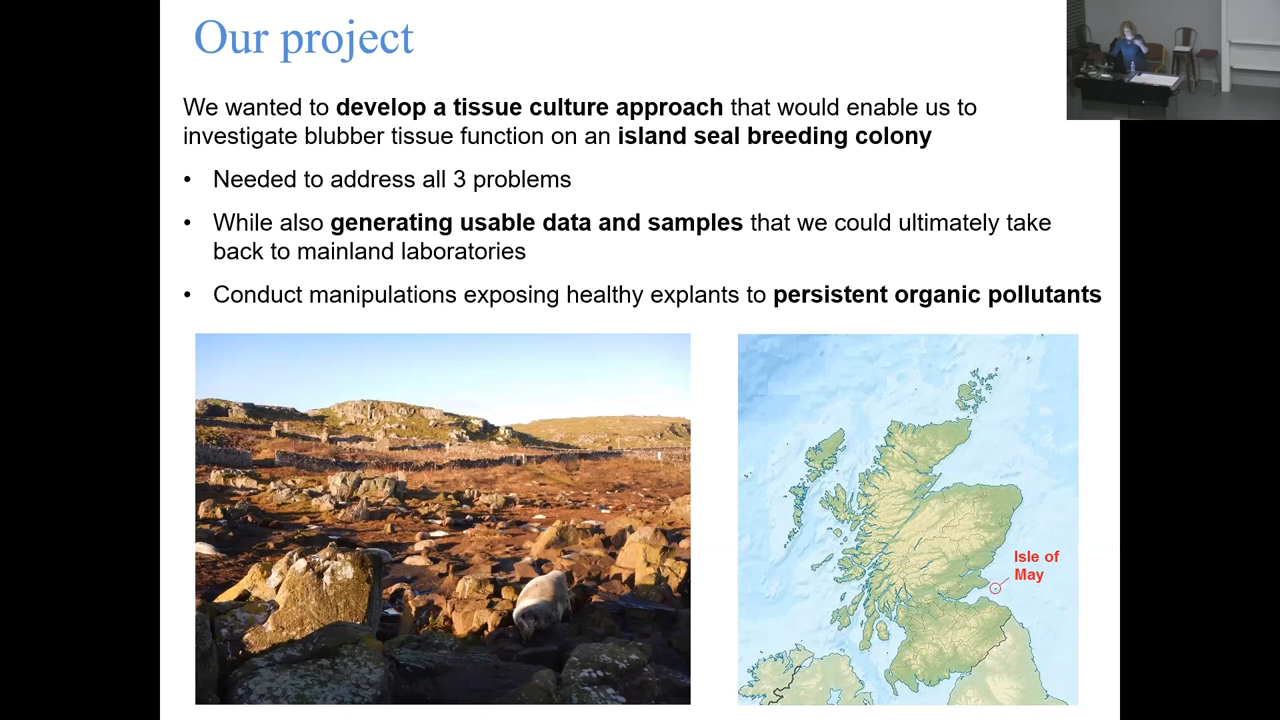 Our project
We wanted to develop a tissue culture approach that would enable us to
investigate blubber tissue function on an island seal breeding colony
• Needed to address all 3 problems
• While also generating usable data and samples that we could ultimately take
back to mainland laboratories
• Conduct manipulations exposing healthy explants to persistent organic pollutants
Isle of
May